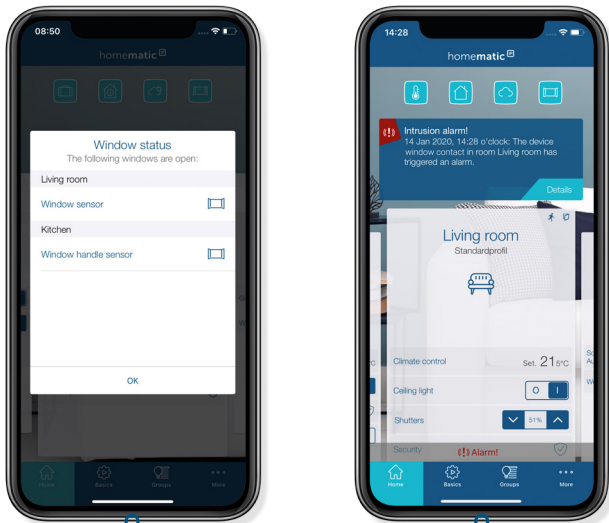 08:50
homematic IP
Window status
The following windows are open:
Living room
Window sensor
Kitchen
Window handle sensor
OK
Home
Basics
Groups
More
14:28
homematic IP
Intrusion alarm!
14 Jan 2020, 14:28 o'clock: The device
window contact in room Living room has
triggered an alarm.
Details
Living room
Standardprofil
Climate control
Set. 21 5°C
Ceiling light
O I
Shutters
51%
Security
Alarm!
Home
Basics
Groups
More